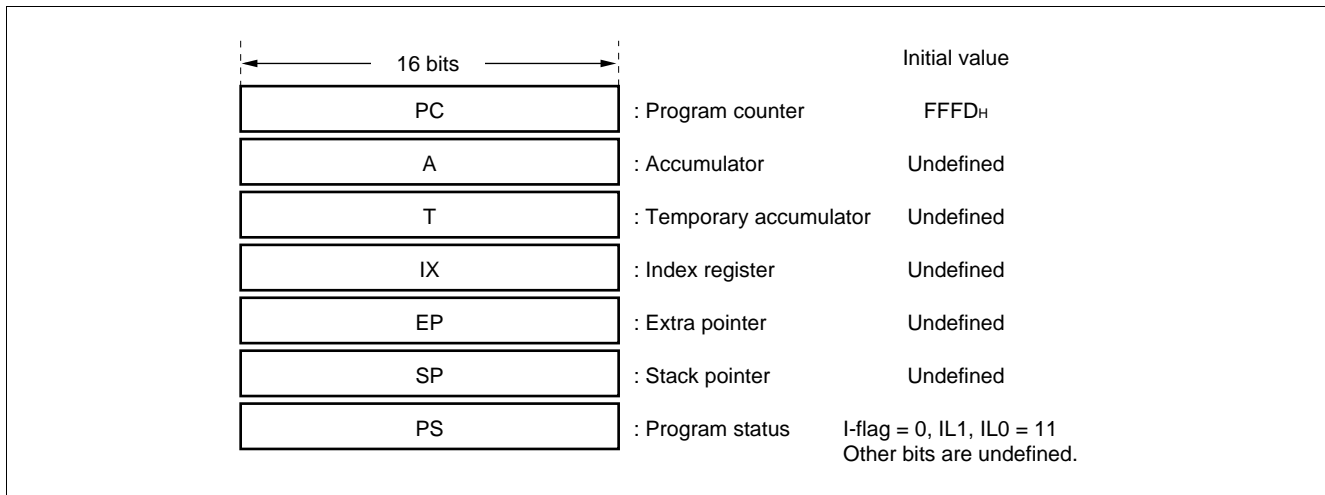 16 bits Initial value
PC : Program counter FFFDH
A : Accumulator Undefined
T : Temporary accumulator Undefined
IX : Index register Undefined
EP : Extra pointer Undefined
SP : Stack pointer Undefined
PS : Program status I-flag = 0, IL1, IL0 = 11
Other bits are undefined.